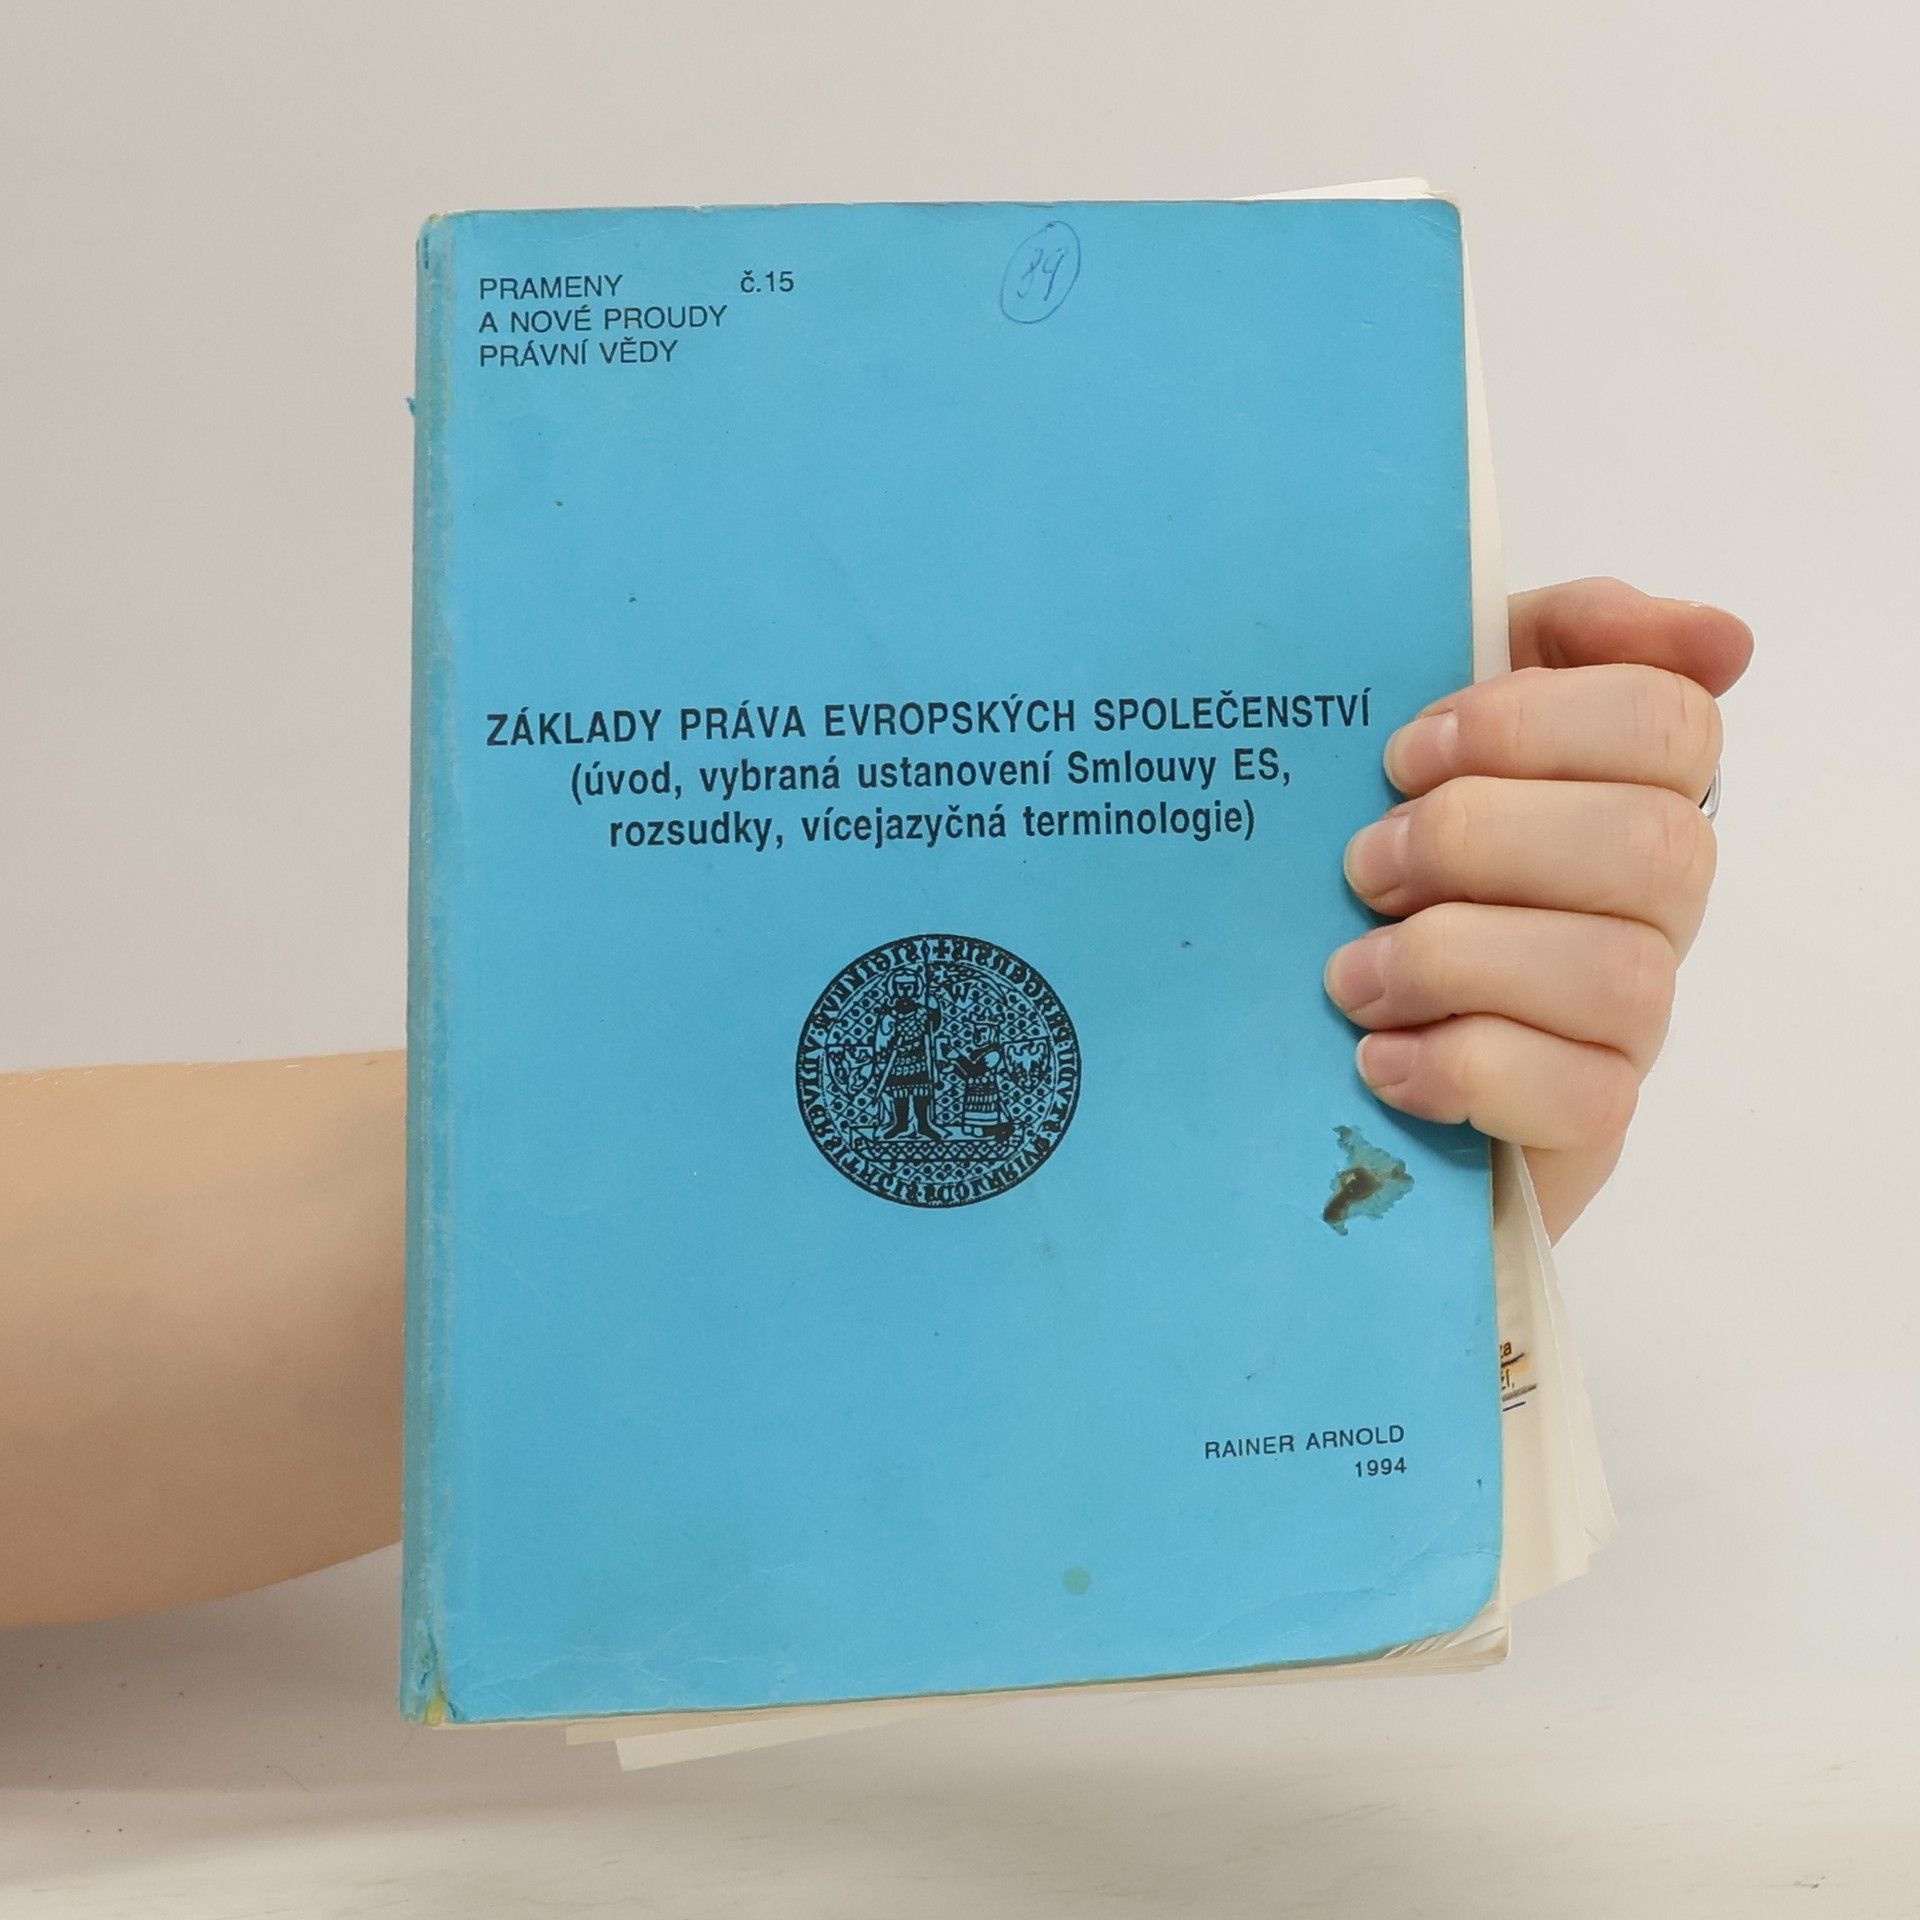 PRAMENY č.15
A NOVÉ PROUDY
PRÁVNÍ VĚDY
89
ZÁKLADY PRÁVA EVROPSKÝCH SPOLEČENSTVÍ
(úvod, vybraná ustanovení Smlouvy ES,
rozsudky, vícejazyčná terminologie)
RAINER ARNOLD
1994